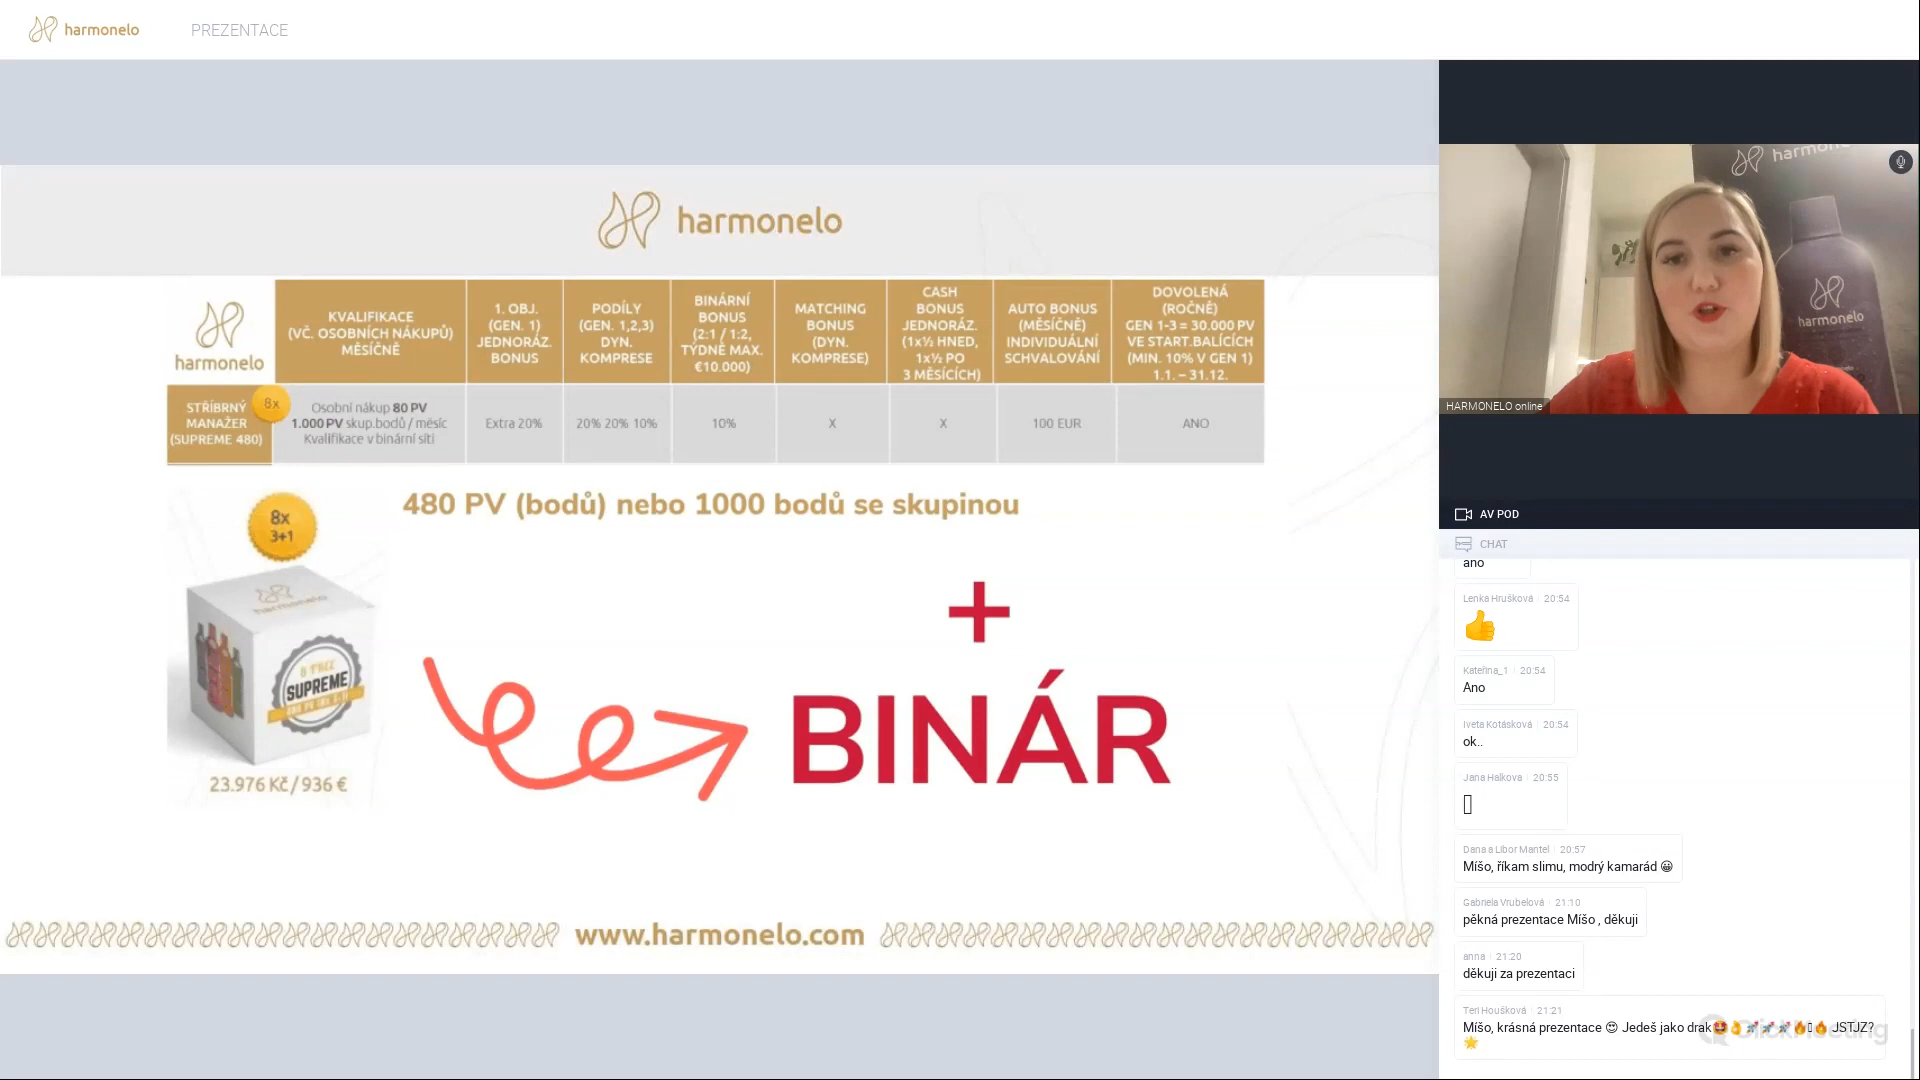 harmonelo
PREZENTACE
harmonelo
harmonelo
KVALIFIKACE
(VČ. OSOBNÍCH NÁKUPŮ)
MĚSÍČNĚ
1. OBJ.
(GEN. 1)
JEDNORÁZ.
BONUS
PODÍLY
(GEN. 1,2,3)
DYN.
KOMPRESE
BINÁRNÍ
BONUS
(2:1 / 1:2,
TÝDNĚ MAX.
€10.000)
MATCHING
BONUS
(DYN.
KOMPRESE)
CASH
BONUS
JEDNORÁZ.
(1x½ HNED,
1x½ PO
3 MĚSÍCÍCH)
AUTO BONUS
(MĚSÍČNĚ)
INDIVIDUÁLNÍ
SCHVALOVÁNÍ
DOVOLENÁ
(ROČNĚ)
GEN 1-3 = 30.000 PV
VE START.BALÍCÍCH
(MIN. 10% V GEN 1)
1.1. – 31.12.
STŘÍBRNÝ
MANAŽER
(SUPREME 480)
8x
Osobní nákup 80 PV
1.000 PV skup.bodů / měsíc
Kvalifikace v binární síti
Extra 20%
20% 20% 10%
10%
X
X
100 EUR
ANO
480 PV (bodů) nebo 1000 bodů se skupinou
8x
3+1
harmonelo
SUPREME
23.976 Kč / 936 €
+
BINÁR
www.harmonelo.com
harmonelo
harmonelo
HARMONELO online
AV POD
CHAT
ano
Lenka Hrušková 20:54
👍
Kateřina_1 20:54
Ano
Iveta Kotásková 20:54
ok..
Jana Halkova 20:55
Dana a Libor Mantel 20:57
Míšo, říkam slimu, modrý kamarád 😀
Gabriela Vrubelová 21:10
pěkná prezentace Míšo , děkuji
anna 21:20
děkuji za prezentaci
Teri Houšková 21:21
Míšo, krásná prezentace 😍 Jedeš jako drak🤩👌🚀🚀🚀🔥🔥 JSTJZ?
🌟
ClickMeeting